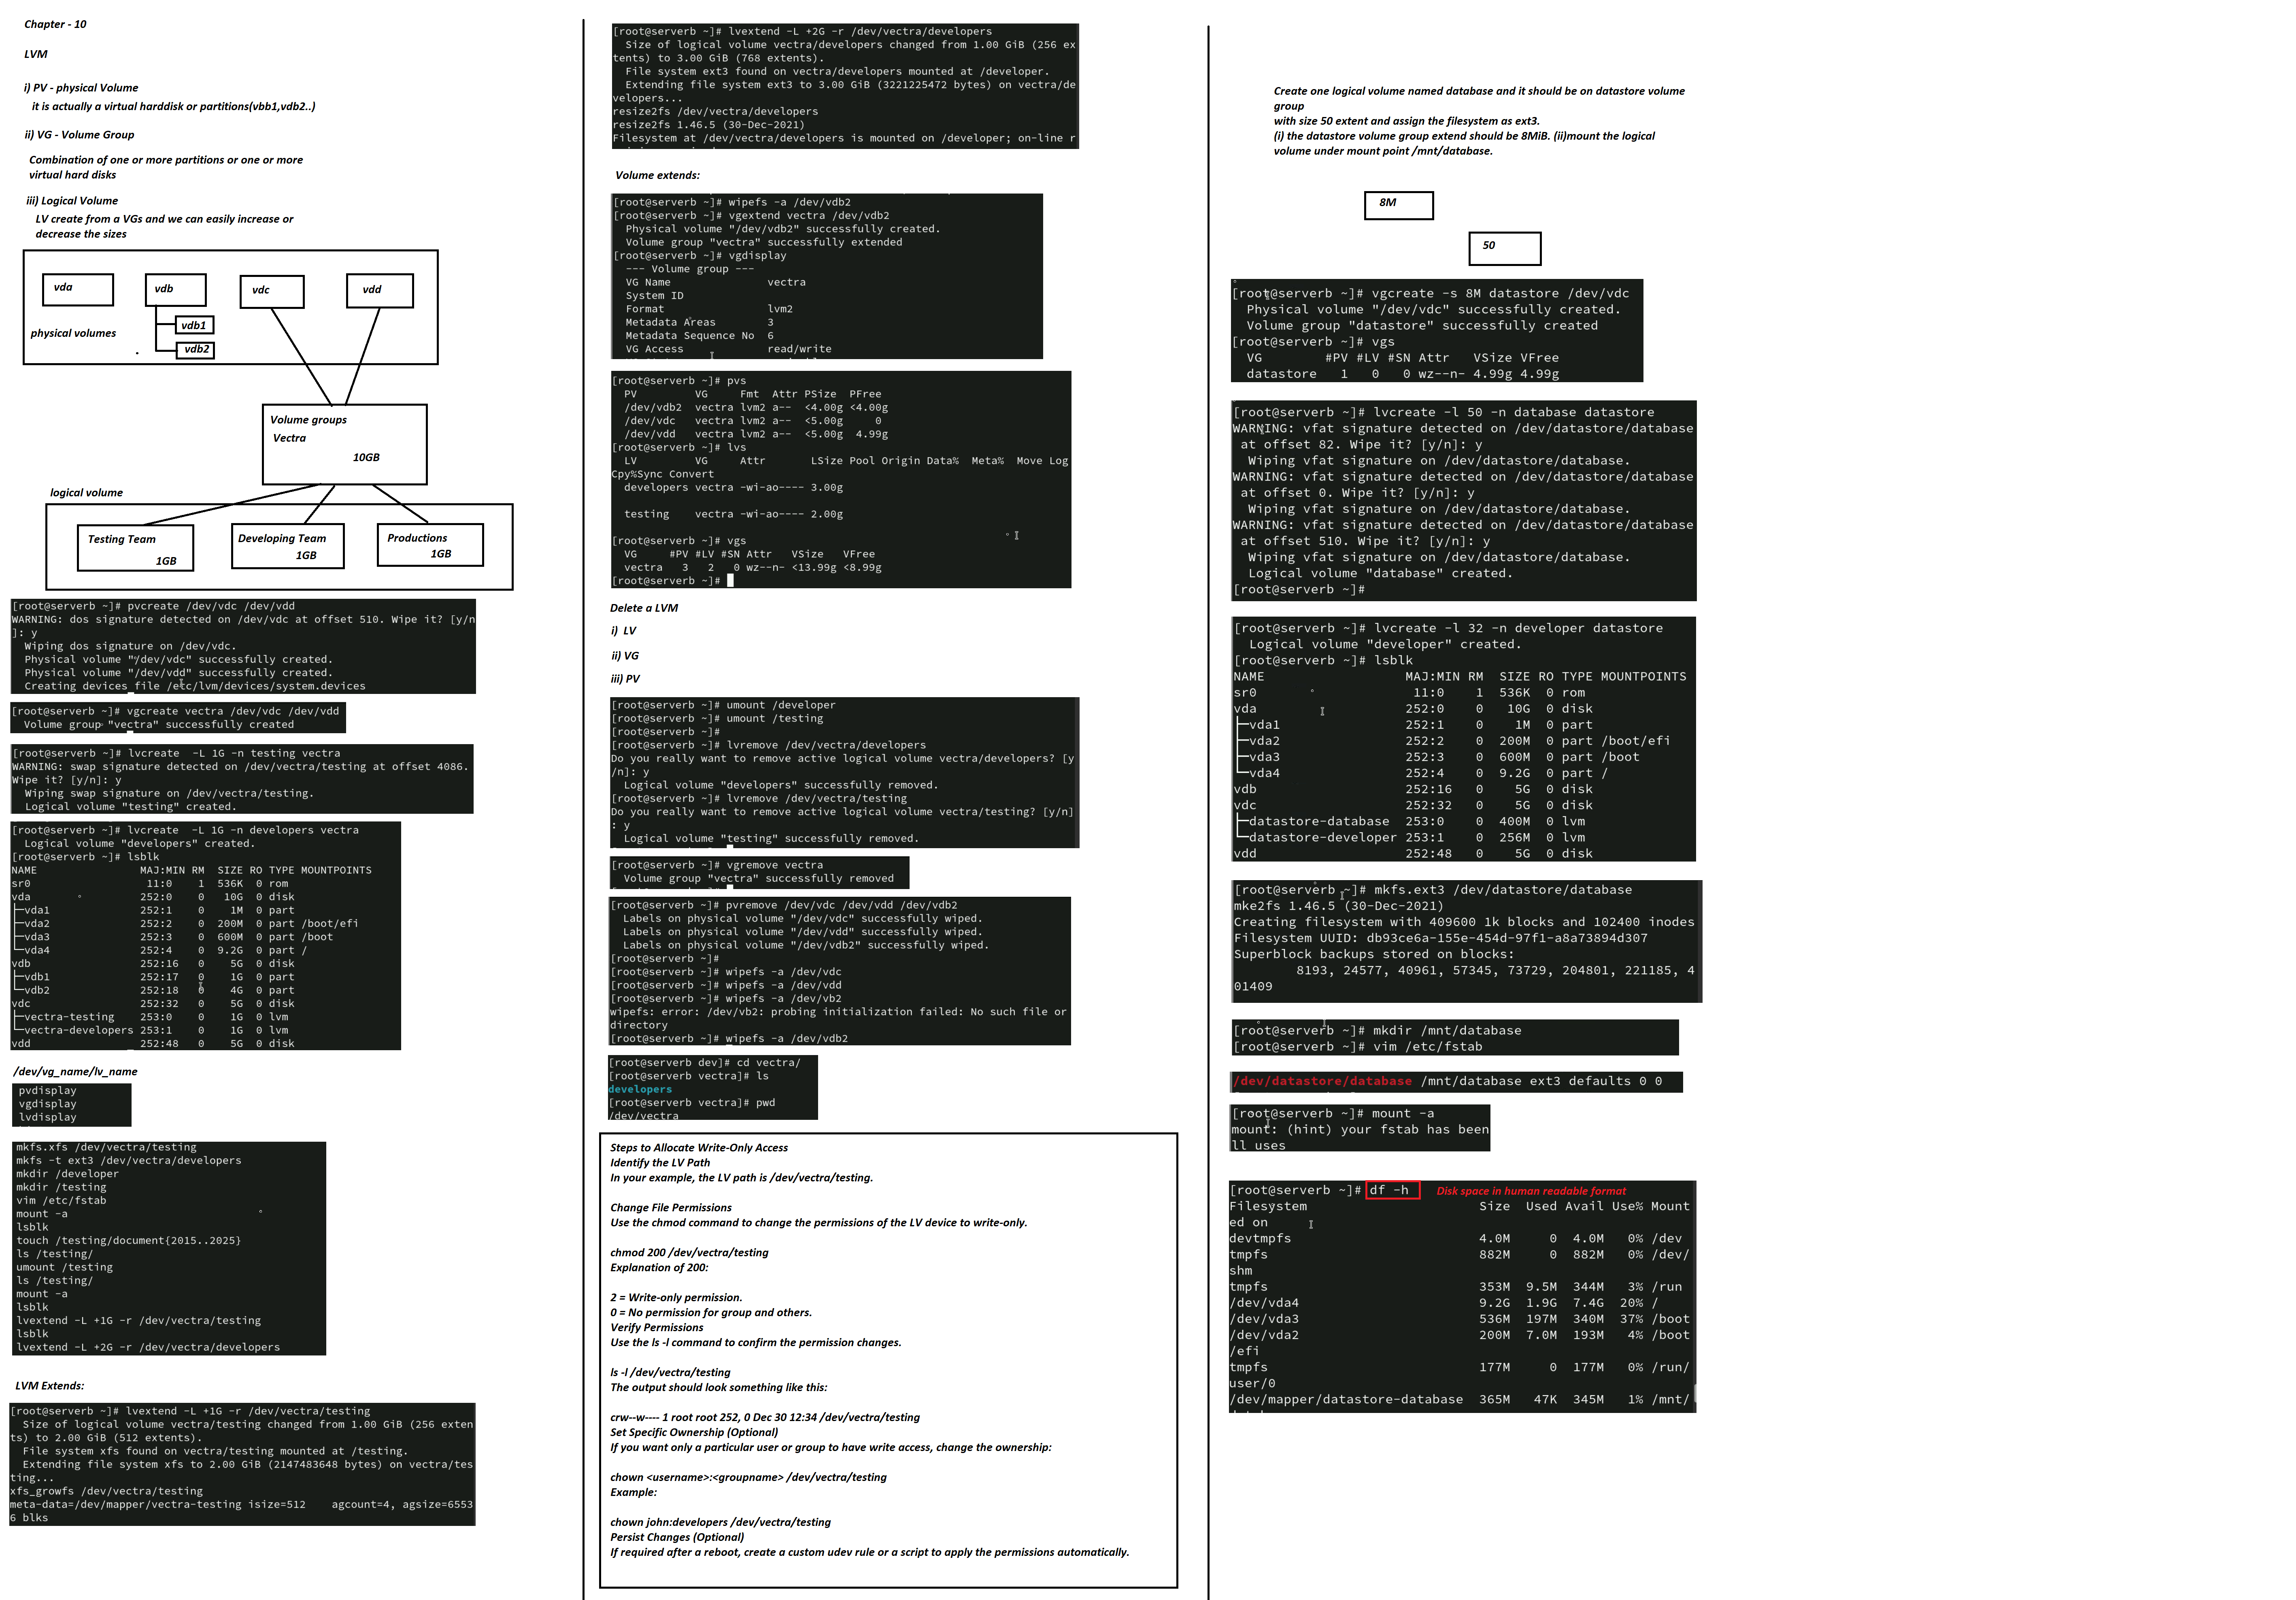 Chapter - 10
LVM
i) PV - physical Volume
it is actually a virtual harddisk or partitions(vbb1,vdb2..)
ii) VG - Volume Group
Combination of one or more partitions or one or more
virtual hard disks
iii) Logical Volume
LV create from a VGs and we can easily increase or
decrease the sizes
vda
vdb
vdc
vdd
vdb1
physical volumes
vdb2
Volume groups
Vectra
10GB
logical volume
Testing Team
1GB
Developing Team
1GB
Productions
1GB
[root@serverb ~]# pvcreate /dev/vdc /dev/vdd
WARNING: dos signature detected on /dev/vdc at offset 510. Wipe it? [y/n
]: y
Wiping dos signature on /dev/vdc.
Physical volume "/dev/vdc" successfully created.
Physical volume "/dev/vdd" successfully created.
Creating devices file /etc/lvm/devices/system.devices
[root@serverb ~]# vgcreate vectra /dev/vdc /dev/vdd
Volume group "vectra" successfully created
[root@serverb ~]# lvcreate -L 1G -n testing vectra
WARNING: swap signature detected on /dev/vectra/testing at offset 4086.
Wipe it? [y/n]: y
Wiping swap signature on /dev/vectra/testing.
Logical volume "testing" created.
[root@serverb ~]# lvcreate -L 1G -n developers vectra
Logical volume "developers" created.
[root@serverb ~]# lsblk
NAME MAJ:MIN RM SIZE RO TYPE MOUNTPOINTS
sr0 11:0 1 536K 0 rom
vda 252:0 0 10G 0 disk
├─vda1 252:1 0 1M 0 part
├─vda2 252:2 0 200M 0 part /boot/efi
├─vda3 252:3 0 600M 0 part /boot
└─vda4 252:4 0 9.2G 0 part /
vdb 252:16 0 5G 0 disk
├─vdb1 252:17 0 1G 0 part
└─vdb2 252:18 0 4G 0 part
vdc 252:32 0 5G 0 disk
├─vectra-testing 253:0 0 1G 0 lvm
└─vectra-developers 253:1 0 1G 0 lvm
vdd 252:48 0 5G 0 disk
/dev/vg_name/lv_name
pvdisplay
vgdisplay
lvdisplay
mkfs.xfs /dev/vectra/testing
mkfs -t ext3 /dev/vectra/developers
mkdir /developer
mkdir /testing
vim /etc/fstab
mount -a
lsblk
touch /testing/document{2015..2025}
ls /testing/
umount /testing
ls /testing/
mount -a
lsblk
lvextend -L +1G -r /dev/vectra/testing
lsblk
lvextend -L +2G -r /dev/vectra/developers
LVM Extends:
[root@serverb ~]# lvextend -L +1G -r /dev/vectra/testing
Size of logical volume vectra/testing changed from 1.00 GiB (256 exten
ts) to 2.00 GiB (512 extents).
File system xfs found on vectra/testing mounted at /testing.
Extending file system xfs to 2.00 GiB (2147483648 bytes) on vectra/tes
ting...
xfs_growfs /dev/vectra/testing
meta-data=/dev/mapper/vectra-testing isize=512 agcount=4, agsize=6553
6 blks
[root@serverb ~]# lvextend -L +2G -r /dev/vectra/developers
Size of logical volume vectra/developers changed from 1.00 GiB (256 ex
tents) to 3.00 GiB (768 extents).
File system ext3 found on vectra/developers mounted at /developer.
Extending file system ext3 to 3.00 GiB (3221225472 bytes) on vectra/de
velopers...
resize2fs /dev/vectra/developers
resize2fs 1.46.5 (30-Dec-2021)
Filesystem at /dev/vectra/developers is mounted on /developer; on-line r
Volume extends:
[root@serverb ~]# wipefs -a /dev/vdb2
[root@serverb ~]# vgextend vectra /dev/vdb2
Physical volume "/dev/vdb2" successfully created.
Volume group "vectra" successfully extended
[root@serverb ~]# vgdisplay
--- Volume group ---
VG Name vectra
System ID
Format lvm2
Metadata Areas 3
Metadata Sequence No 6
VG Access read/write
[root@serverb ~]# pvs
PV VG Fmt Attr PSize PFree
/dev/vdb2 vectra lvm2 a-- <4.00g <4.00g
/dev/vdc vectra lvm2 a-- <5.00g 0
/dev/vdd vectra lvm2 a-- <5.00g 4.99g
[root@serverb ~]# lvs
LV VG Attr LSize Pool Origin Data% Meta% Move Log
Cpy%Sync Convert
developers vectra -wi-ao---- 3.00g
testing vectra -wi-ao---- 2.00g
[root@serverb ~]# vgs
VG #PV #LV #SN Attr VSize VFree
vectra 3 2 0 wz--n- <13.99g <8.99g
[root@serverb ~]#
Delete a LVM
i) LV
ii) VG
iii) PV
[root@serverb ~]# umount /developer
[root@serverb ~]# umount /testing
[root@serverb ~]#
[root@serverb ~]# lvremove /dev/vectra/developers
Do you really want to remove active logical volume vectra/developers? [y
/n]: y
Logical volume "developers" successfully removed.
[root@serverb ~]# lvremove /dev/vectra/testing
Do you really want to remove active logical volume vectra/testing? [y/n]
: y
Logical volume "testing" successfully removed.
[root@serverb ~]# vgremove vectra
Volume group "vectra" successfully removed
[root@serverb ~]# pvremove /dev/vdc /dev/vdd /dev/vdb2
Labels on physical volume "/dev/vdc" successfully wiped.
Labels on physical volume "/dev/vdd" successfully wiped.
Labels on physical volume "/dev/vdb2" successfully wiped.
[root@serverb ~]#
[root@serverb ~]# wipefs -a /dev/vdc
[root@serverb ~]# wipefs -a /dev/vdd
[root@serverb ~]# wipefs -a /dev/vb2
wipefs: error: /dev/vb2: probing initialization failed: No such file or
directory
[root@serverb ~]# wipefs -a /dev/vdb2
[root@serverb dev]# cd vectra/
[root@serverb vectra]# ls
developers
[root@serverb vectra]# pwd
/dev/vectra
Steps to Allocate Write-Only Access
Identify the LV Path
In your example, the LV path is /dev/vectra/testing.
Change File Permissions
Use the chmod command to change the permissions of the LV device to write-only.
chmod 200 /dev/vectra/testing
Explanation of 200:
2 = Write-only permission.
0 = No permission for group and others.
Verify Permissions
Use the ls -l command to confirm the permission changes.
ls -l /dev/vectra/testing
The output should look something like this:
crw--w---- 1 root root 252, 0 Dec 30 12:34 /dev/vectra/testing
Set Specific Ownership (Optional)
If you want only a particular user or group to have write access, change the ownership:
chown <username>:<groupname> /dev/vectra/testing
Example:
chown john:developers /dev/vectra/testing
Persist Changes (Optional)
If required after a reboot, create a custom udev rule or a script to apply the permissions automatically.
Create one logical volume named database and it should be on datastore volume
group
with size 50 extent and assign the filesystem as ext3.
(i) the datastore volume group extend should be 8MiB. (ii)mount the logical
volume under mount point /mnt/database.
8M
50
[root@serverb ~]# vgcreate -s 8M datastore /dev/vdc
Physical volume "/dev/vdc" successfully created.
Volume group "datastore" successfully created
[root@serverb ~]# vgs
VG #PV #LV #SN Attr VSize VFree
datastore 1 0 0 wz--n- 4.99g 4.99g
[root@serverb ~]# lvcreate -l 50 -n database datastore
WARNING: vfat signature detected on /dev/datastore/database
at offset 82. Wipe it? [y/n]: y
Wiping vfat signature on /dev/datastore/database.
WARNING: vfat signature detected on /dev/datastore/database
at offset 0. Wipe it? [y/n]: y
Wiping vfat signature on /dev/datastore/database.
WARNING: vfat signature detected on /dev/datastore/database
at offset 510. Wipe it? [y/n]: y
Wiping vfat signature on /dev/datastore/database.
Logical volume "database" created.
[root@serverb ~]#
[root@serverb ~]# lvcreate -l 32 -n developer datastore
Logical volume "developer" created.
[root@serverb ~]# lsblk
NAME MAJ:MIN RM SIZE RO TYPE MOUNTPOINTS
sr0 11:0 1 536K 0 rom
vda 252:0 0 10G 0 disk
├─vda1 252:1 0 1M 0 part
├─vda2 252:2 0 200M 0 part /boot/efi
├─vda3 252:3 0 600M 0 part /boot
└─vda4 252:4 0 9.2G 0 part /
vdb 252:16 0 5G 0 disk
vdc 252:32 0 5G 0 disk
├─datastore-database 253:0 0 400M 0 lvm
└─datastore-developer 253:1 0 256M 0 lvm
vdd 252:48 0 5G 0 disk
[root@serverb ~]# mkfs.ext3 /dev/datastore/database
mke2fs 1.46.5 (30-Dec-2021)
Creating filesystem with 409600 1k blocks and 102400 inodes
Filesystem UUID: db93ce6a-155e-454d-97f1-a8a73894d307
Superblock backups stored on blocks:
8193, 24577, 40961, 57345, 73729, 204801, 221185, 4
01409
[root@serverb ~]# mkdir /mnt/database
[root@serverb ~]# vim /etc/fstab
/dev/datastore/database /mnt/database ext3 defaults 0 0
[root@serverb ~]# mount -a
mount: (hint) your fstab has been
ll uses
[root@serverb ~]# df -h Disk space in human readable format
Filesystem Size Used Avail Use% Mount
ed on
devtmpfs 4.0M 0 4.0M 0% /dev
tmpfs 882M 0 882M 0% /dev/
shm
tmpfs 353M 9.5M 344M 3% /run
/dev/vda4 9.2G 1.9G 7.4G 20% /
/dev/vda3 536M 197M 340M 37% /boot
/dev/vda2 200M 7.0M 193M 4% /boot
/efi
tmpfs 177M 0 177M 0% /run/
user/0
/dev/mapper/datastore-database 365M 47K 345M 1% /mnt/